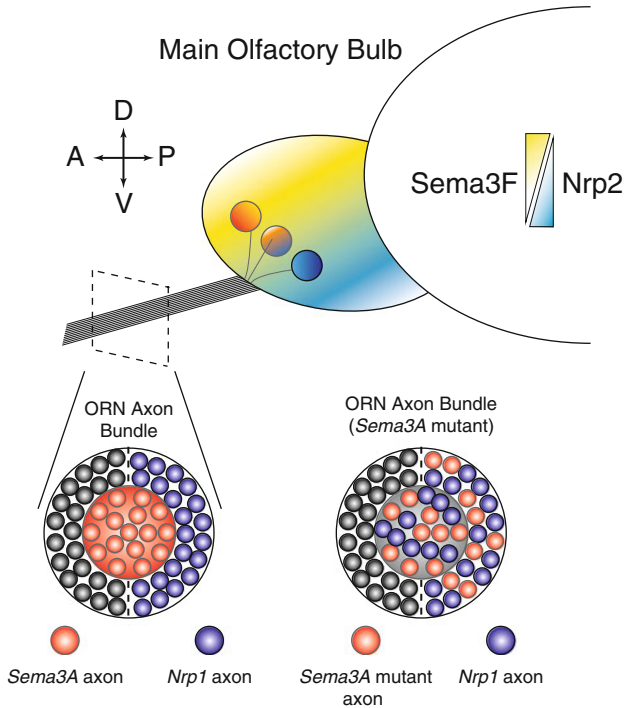 Main Olfactory Bulb
D
A
P
V
Sema3F
Nrp2
ORN Axon
Bundle
ORN Axon Bundle
(Sema3A mutant)
Sema3A axon
Nrp1 axon
Sema3A mutant
axon
Nrp1 axon